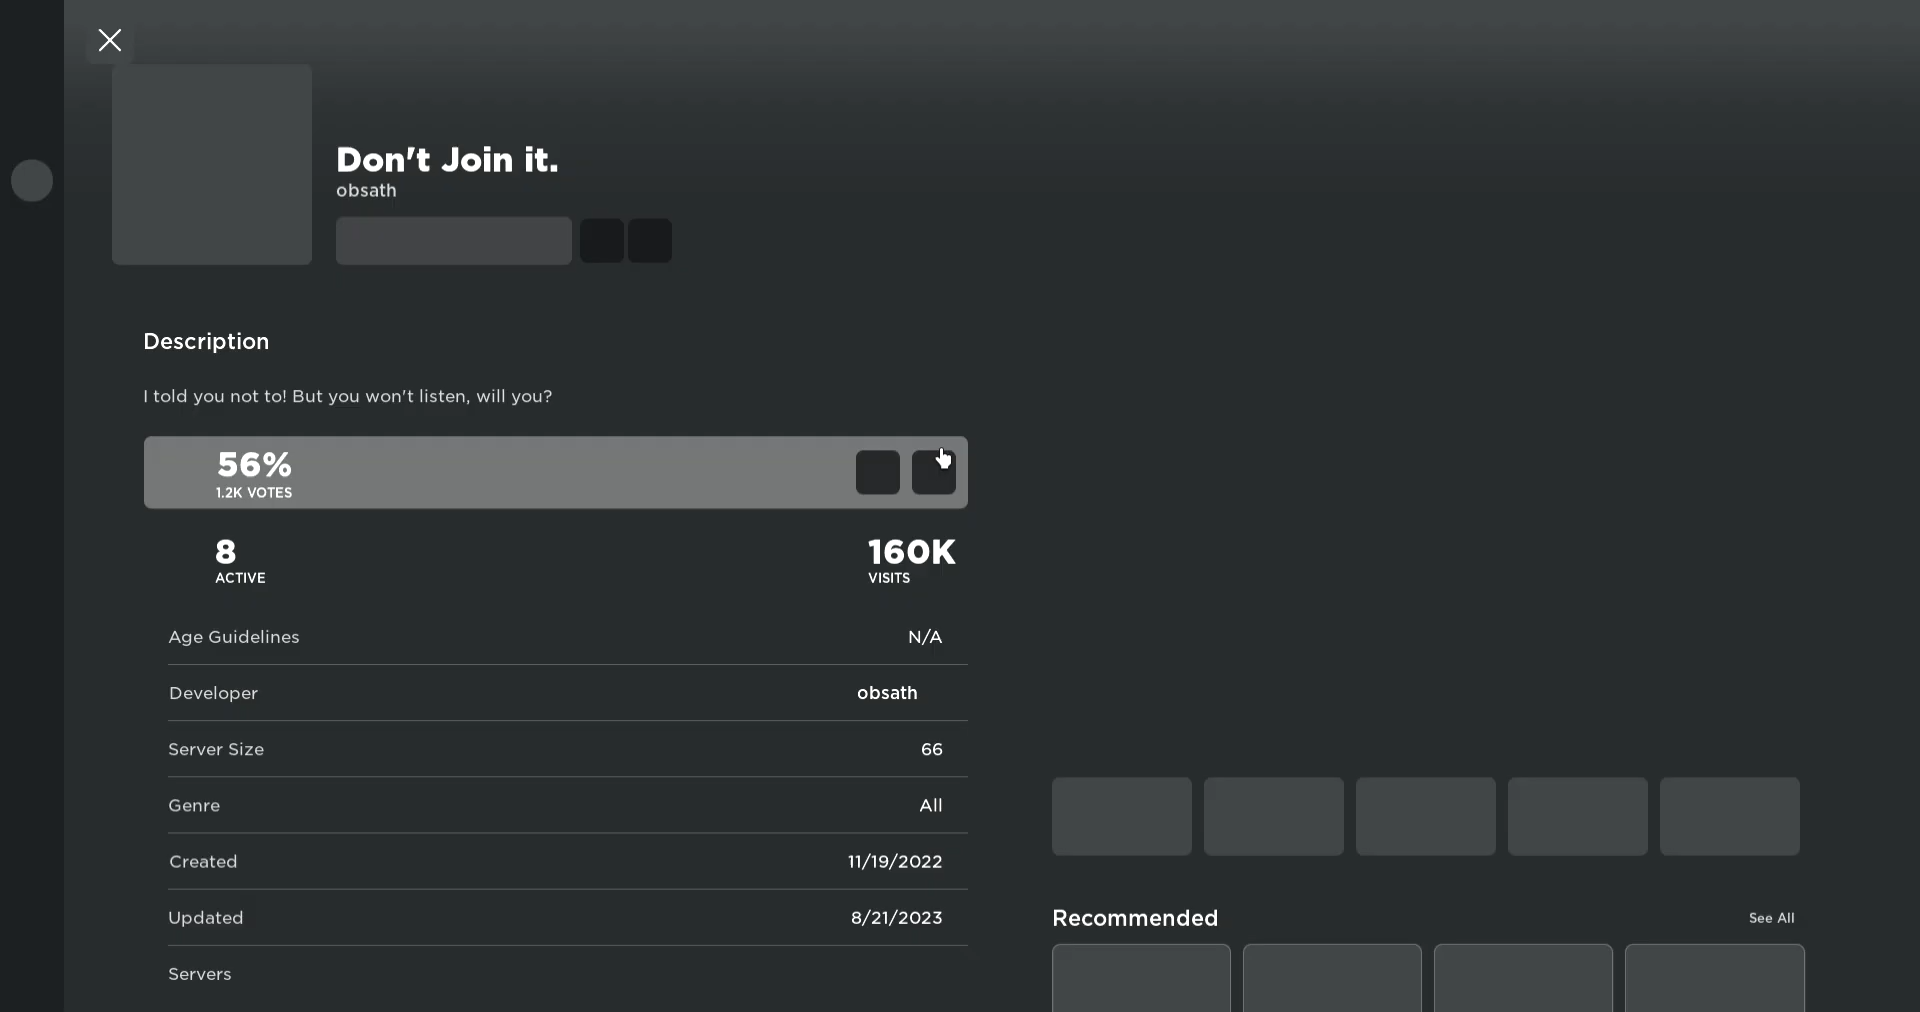 Don't Join it.
obsath
Description
I told you not to! But you won't listen, will you?
56%
1.2K VOTES
8
ACTIVE
160K
VISITS
Age Guidelines N/A
Developer obsath
Server Size 66
Genre All
Created 11/19/2022
Updated 8/21/2023
Servers
Recommended See All